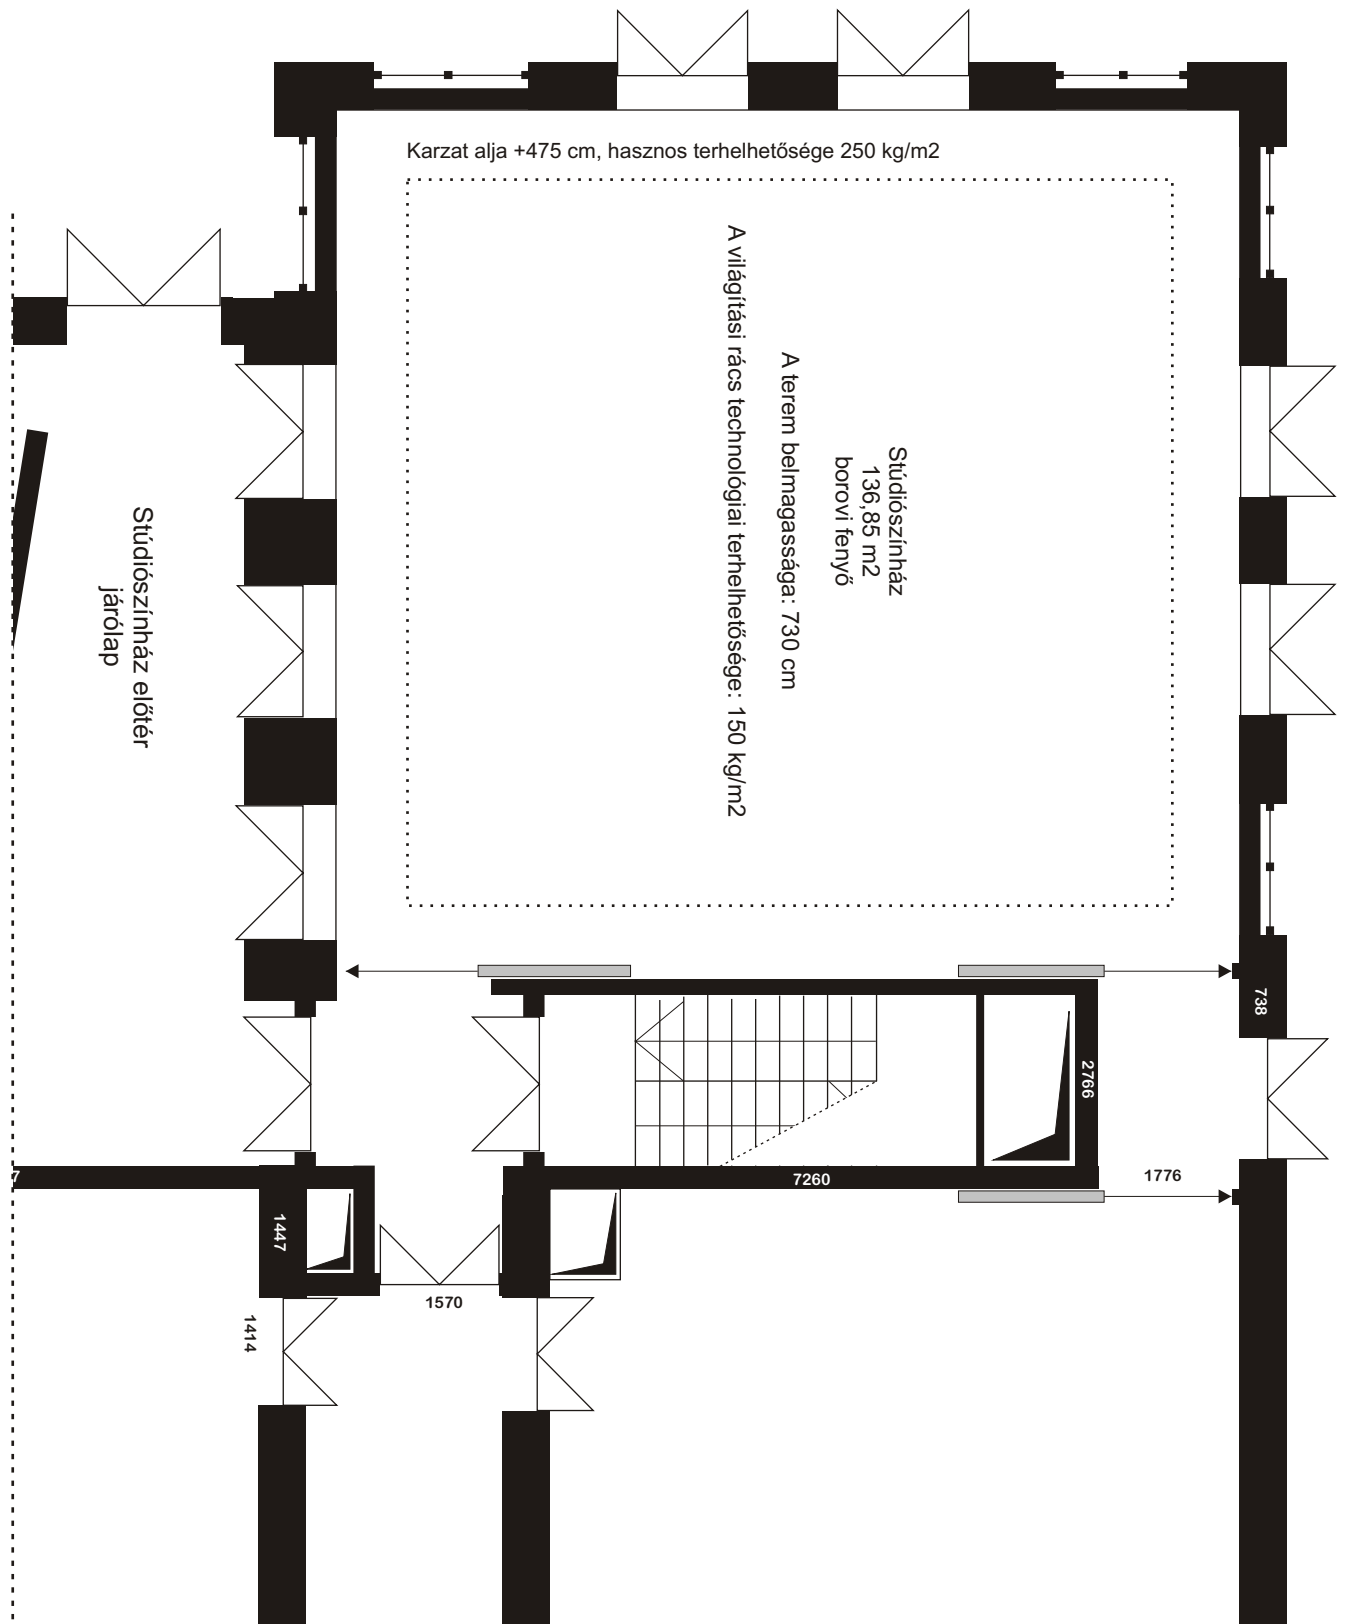 Karzat alja +475 cm, hasznos terhelhetősége 250 kg/m2
Stúdiószínház
136,85 m2
borovi fenyő
A terem belmagassága: 730 cm
A világítási rács technológiai terhelhetősége: 150 kg/m2
Stúdiószínház előtér
járólap
738
2766
1776
7260
7
1447
1570
1414